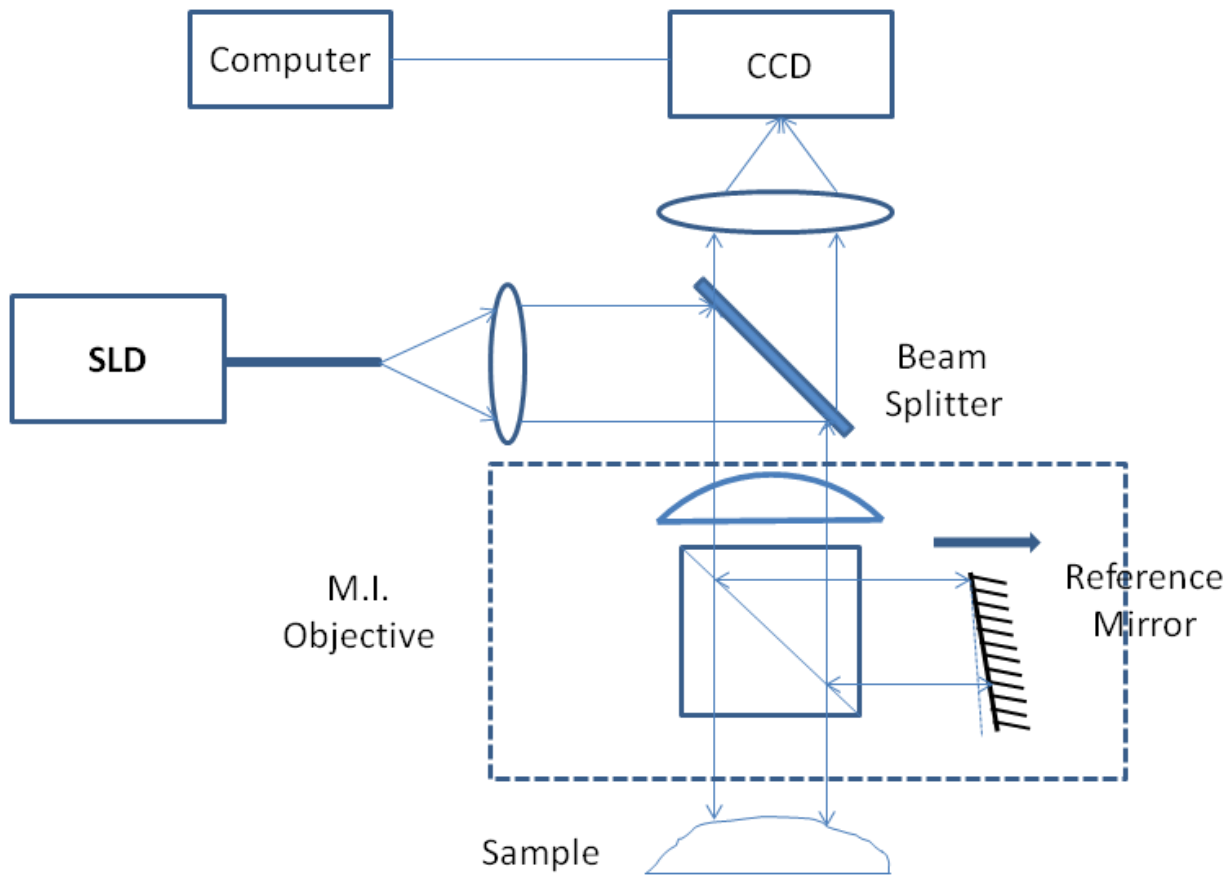 Computer
CCD
SLD
Beam
Splitter
M.I.
Objective
Reference
Mirror
Sample